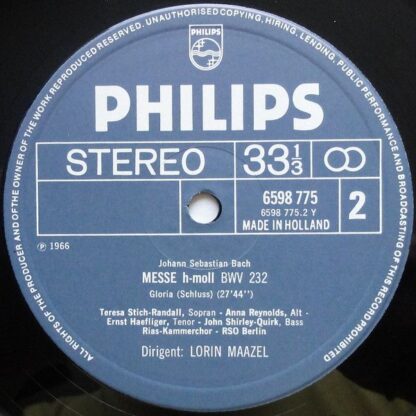 ALL RIGHTS OF THE PRODUCER AND OF THE OWNER OF THE WORK REPRODUCED RESERVED. UNAUTHORISED COPYING, HIRING, LENDING, PUBLIC PERFORMANCE AND BROADCASTING OF THIS RECORD PROHIBITED
PHILIPS
PHILIPS
STEREO 33 1/3
6598 775
6598 775.2 Y
MADE IN HOLLAND
2
℗ 1966
Johann Sebastian Bach
MESSE h-moll BWV 232
Gloria (Schluss) (27'44")
Teresa Stich-Randall, Sopran - Anna Reynolds, Alt -
Ernst Haefliger, Tenor - John Shirley-Quirk, Bass
Rias-Kammerchor - RSO Berlin
Dirigent: LORIN MAAZEL